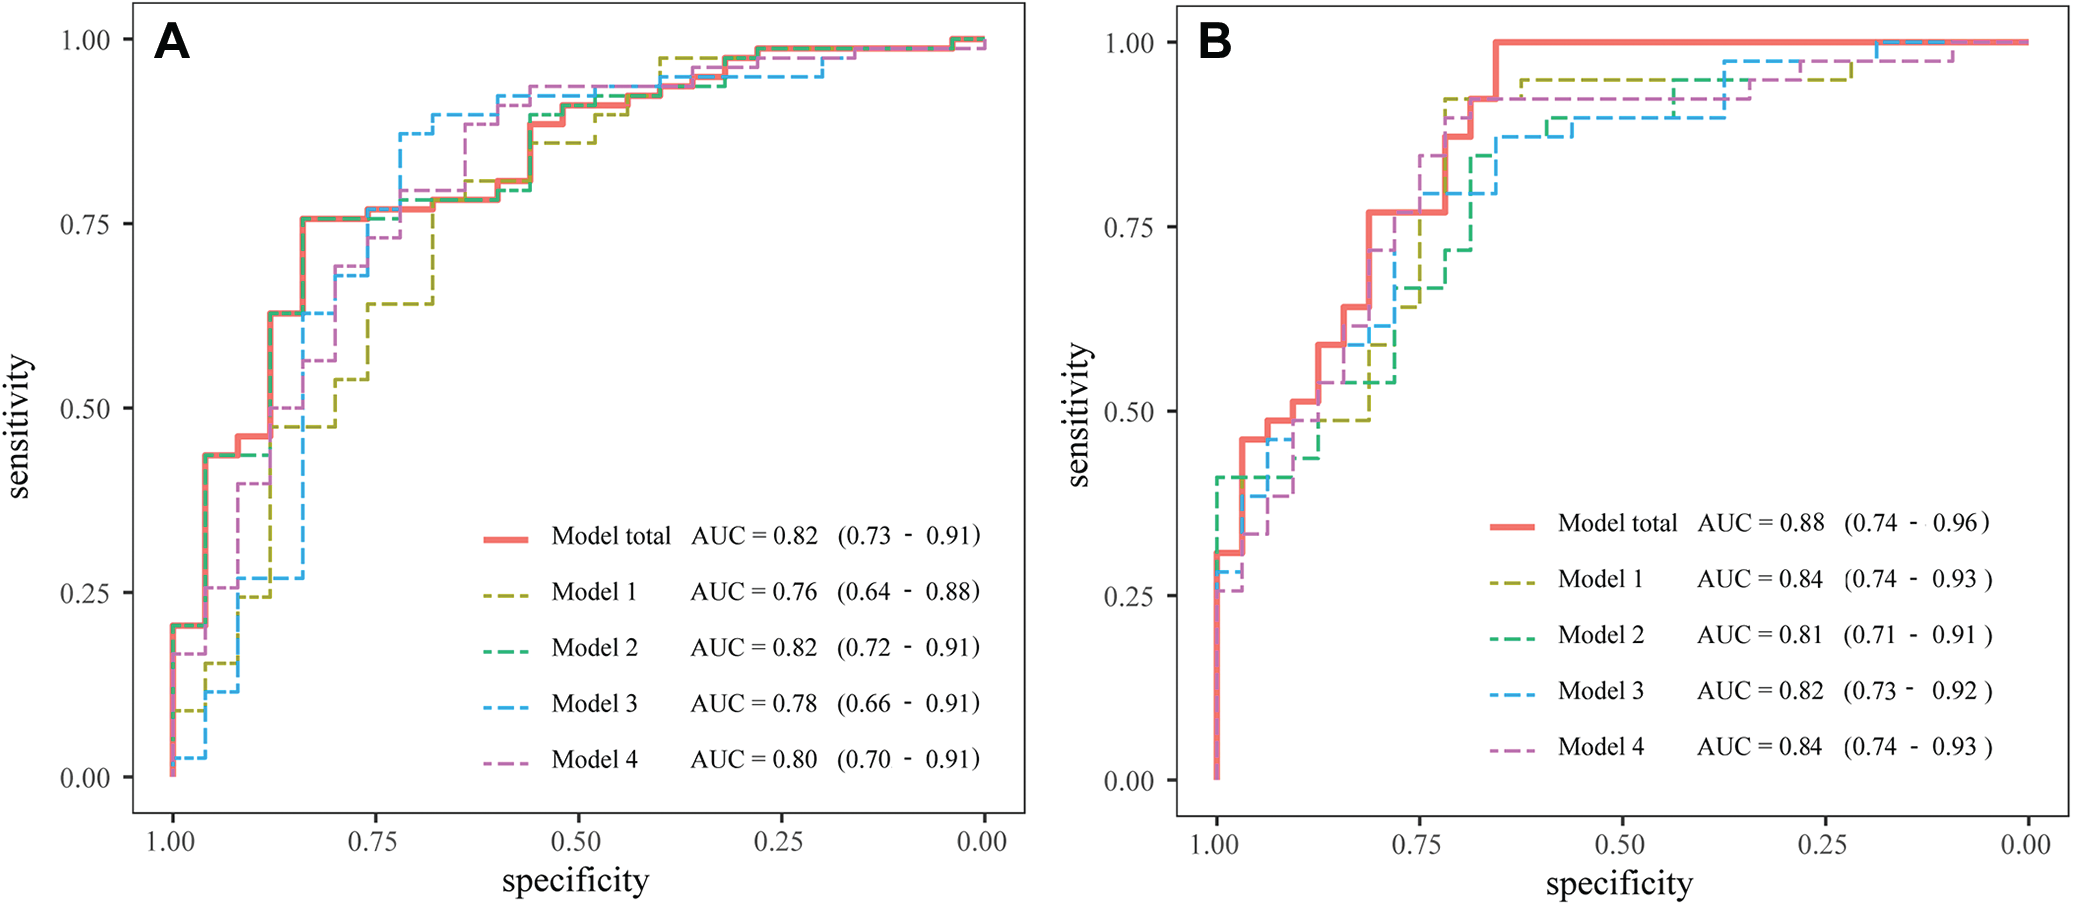 A
1.00
0.75
0.50
0.25
0.00
sensitivity
Model total AUC = 0.82 (0.73 - 0.91)
Model 1 AUC = 0.76 (0.64 - 0.88)
Model 2 AUC = 0.82 (0.72 - 0.91)
Model 3 AUC = 0.78 (0.66 - 0.91)
Model 4 AUC = 0.80 (0.70 - 0.91)
1.00 0.75 0.50 0.25 0.00
specificity
B
1.00
0.75
0.50
0.25
0.00
sensitivity
Model total AUC = 0.88 (0.74 - 0.96)
Model 1 AUC = 0.84 (0.74 - 0.93)
Model 2 AUC = 0.81 (0.71 - 0.91)
Model 3 AUC = 0.82 (0.73 - 0.92)
Model 4 AUC = 0.84 (0.74 - 0.93)
1.00 0.75 0.50 0.25 0.00
specificity